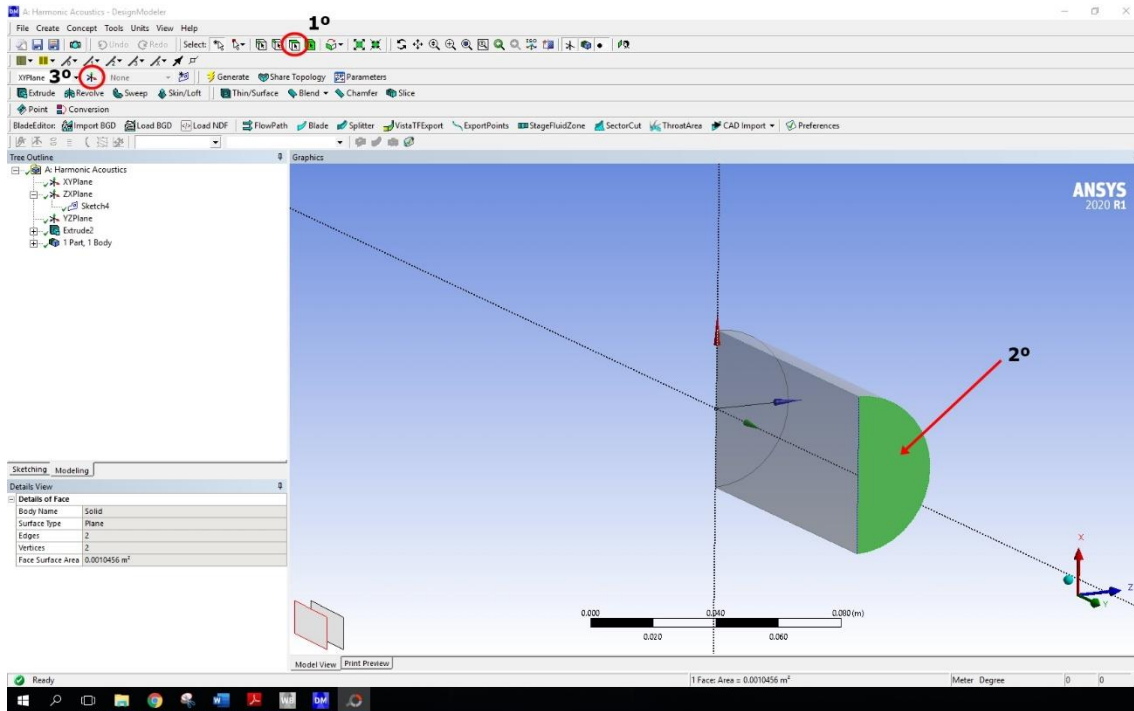 A: Harmonic Acoustics - DesignModeler
File Create Concept Tools Units View Help
1º
Undo Redo Select:
XYPlane 3º None Generate Share Topology Parameters
Extrude Revolve Sweep Skin/Loft Thin/Surface Blend Chamfer Slice
Point Conversion
BladeEditor: Import BGD Load BGD Load NDF FlowPath Blade Splitter VistaTFExport ExportPoints StageFluidZone SectorCut ThroatArea CAD Import Preferences
Tree Outline
A: Harmonic Acoustics
XYPlane
ZXPlane
Sketch4
YZPlane
Extrude2
1 Part, 1 Body
Sketching Modeling
Details View
Details of Face
Body Name Solid
Surface Type Plane
Edges 2
Vertices 2
Face Surface Area 0.0010456 m²
Graphics
ANSYS
2020 R1
2º
X
Z
Y
0.000 0.040 0.080 (m)
0.020 0.060
Model View Print Preview
Ready 1 Face: Area = 0.0010456 m² Meter Degree 0 0
DM